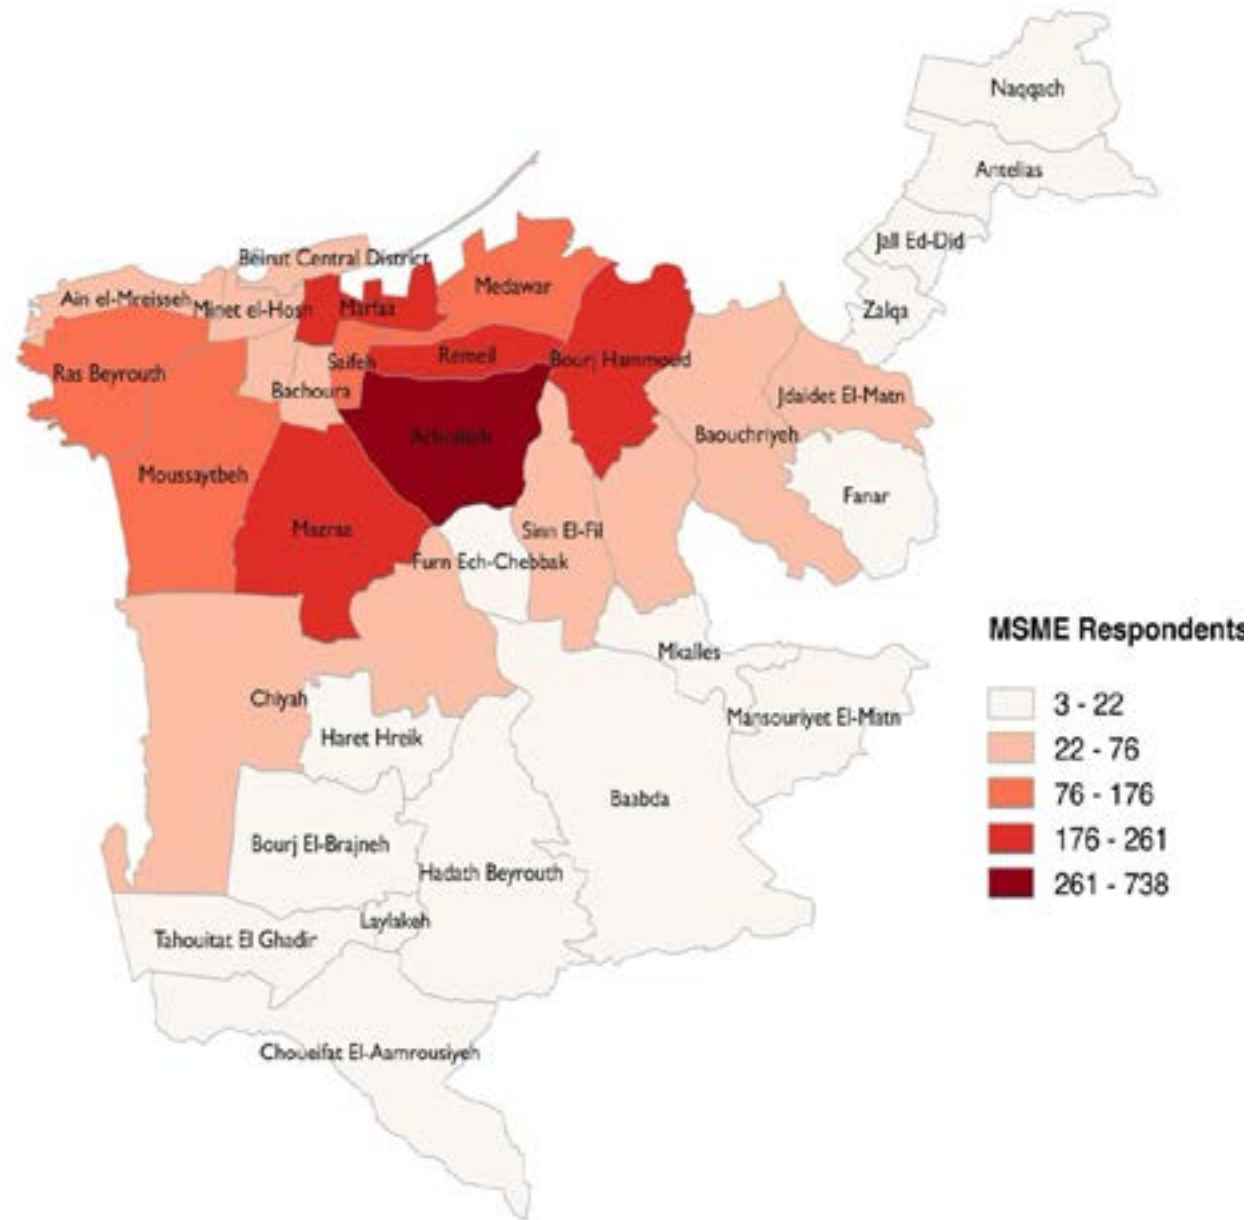 Naqqach
Antelias
Jall Ed-Did
Beirut Central District
Medawar
Ain el-Mreisseh
Minet el-Hosn
Marfaa
Zalqa
Saifeh
Remeil
Bourj Hammoud
Ras Beyrouth
Bachoura
Jdaidet El-Matn
Achrafieh
Baouchriyeh
Moussaytbeh
Fanar
Mazraa
Sinn El-Fil
Furn Ech-Chebbak
MSME Respondents
Mkalles
Chiyah
3 - 22
Mansouriyet El-Matn
Haret Hreik
22 - 76
76 - 176
Baabda
176 - 261
Bourj El-Brajneh
Hadath Beyrouth
261 - 738
Laylakeh
Tahouitat El Ghadir
Choueifat El-Aamrousiyeh